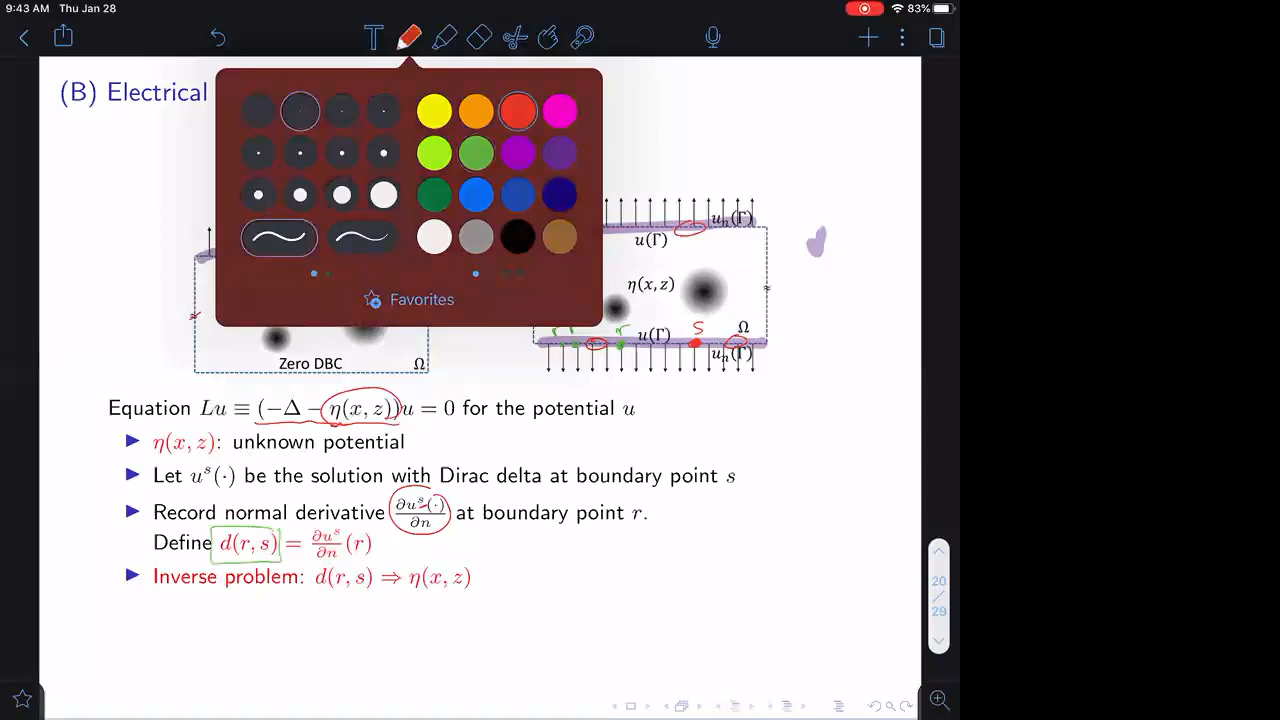 9:43 AM Thu Jan 28
83%
(B) Electrical
u_n(Γ)
u(Γ)
η(x, z)
≈
r r r u(Γ) s Ω
u_n(Γ)
Zero DBC Ω
Equation Lu ≡ (−Δ − η(x, z))u = 0 for the potential u
▶ η(x, z): unknown potential
▶ Let u^s(·) be the solution with Dirac delta at boundary point s
▶ Record normal derivative ∂u^s(·)/∂n at boundary point r.
Define d(r, s) = ∂u^s/∂n (r)
▶ Inverse problem: d(r, s) ⇒ η(x, z)
Favorites
20
/
29